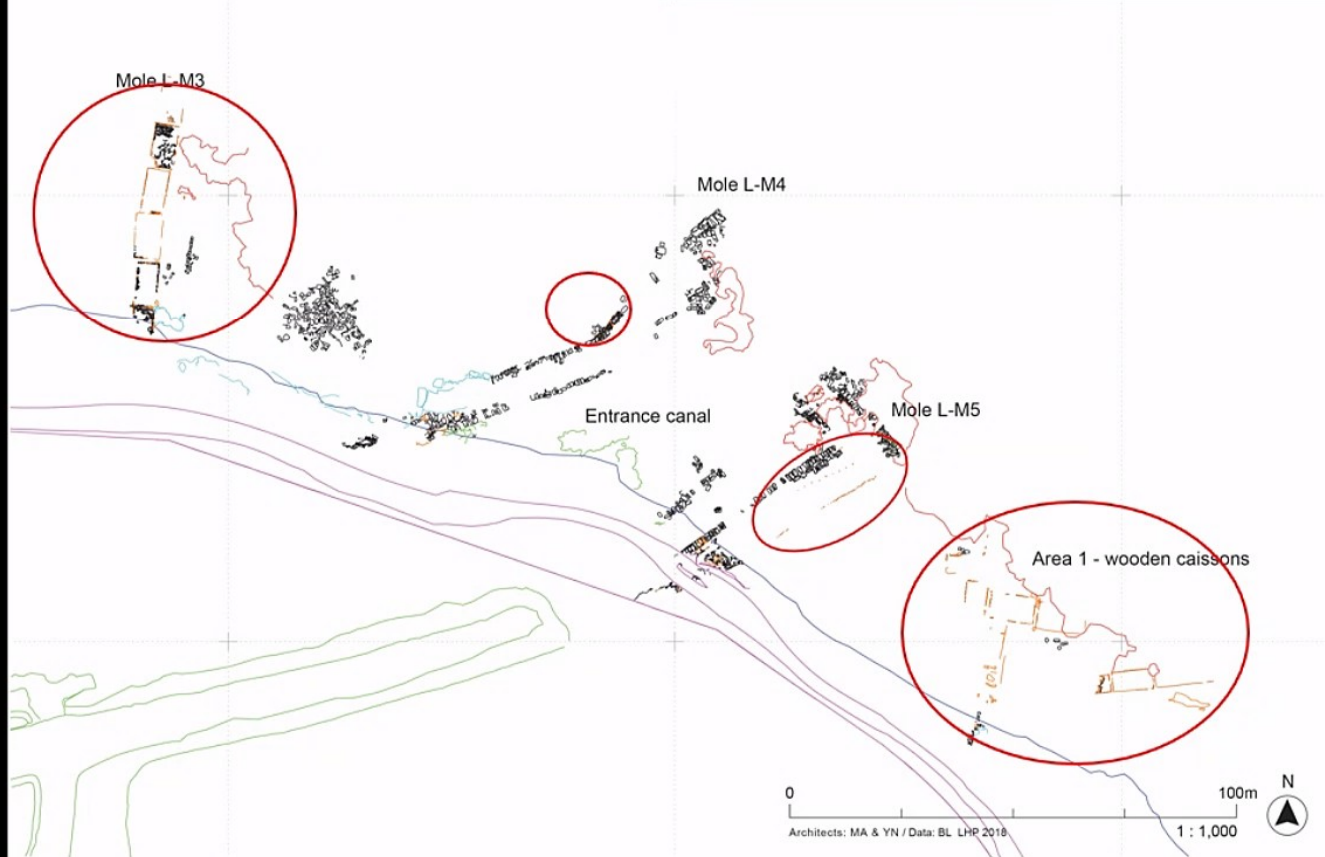 Mole L-M3
Mole L-M4
Mole L-M5
Entrance canal
Area 1 - wooden caissons
N
0
100m
Architects: MA & YN / Data: BL LHP 2018
1 : 1,000